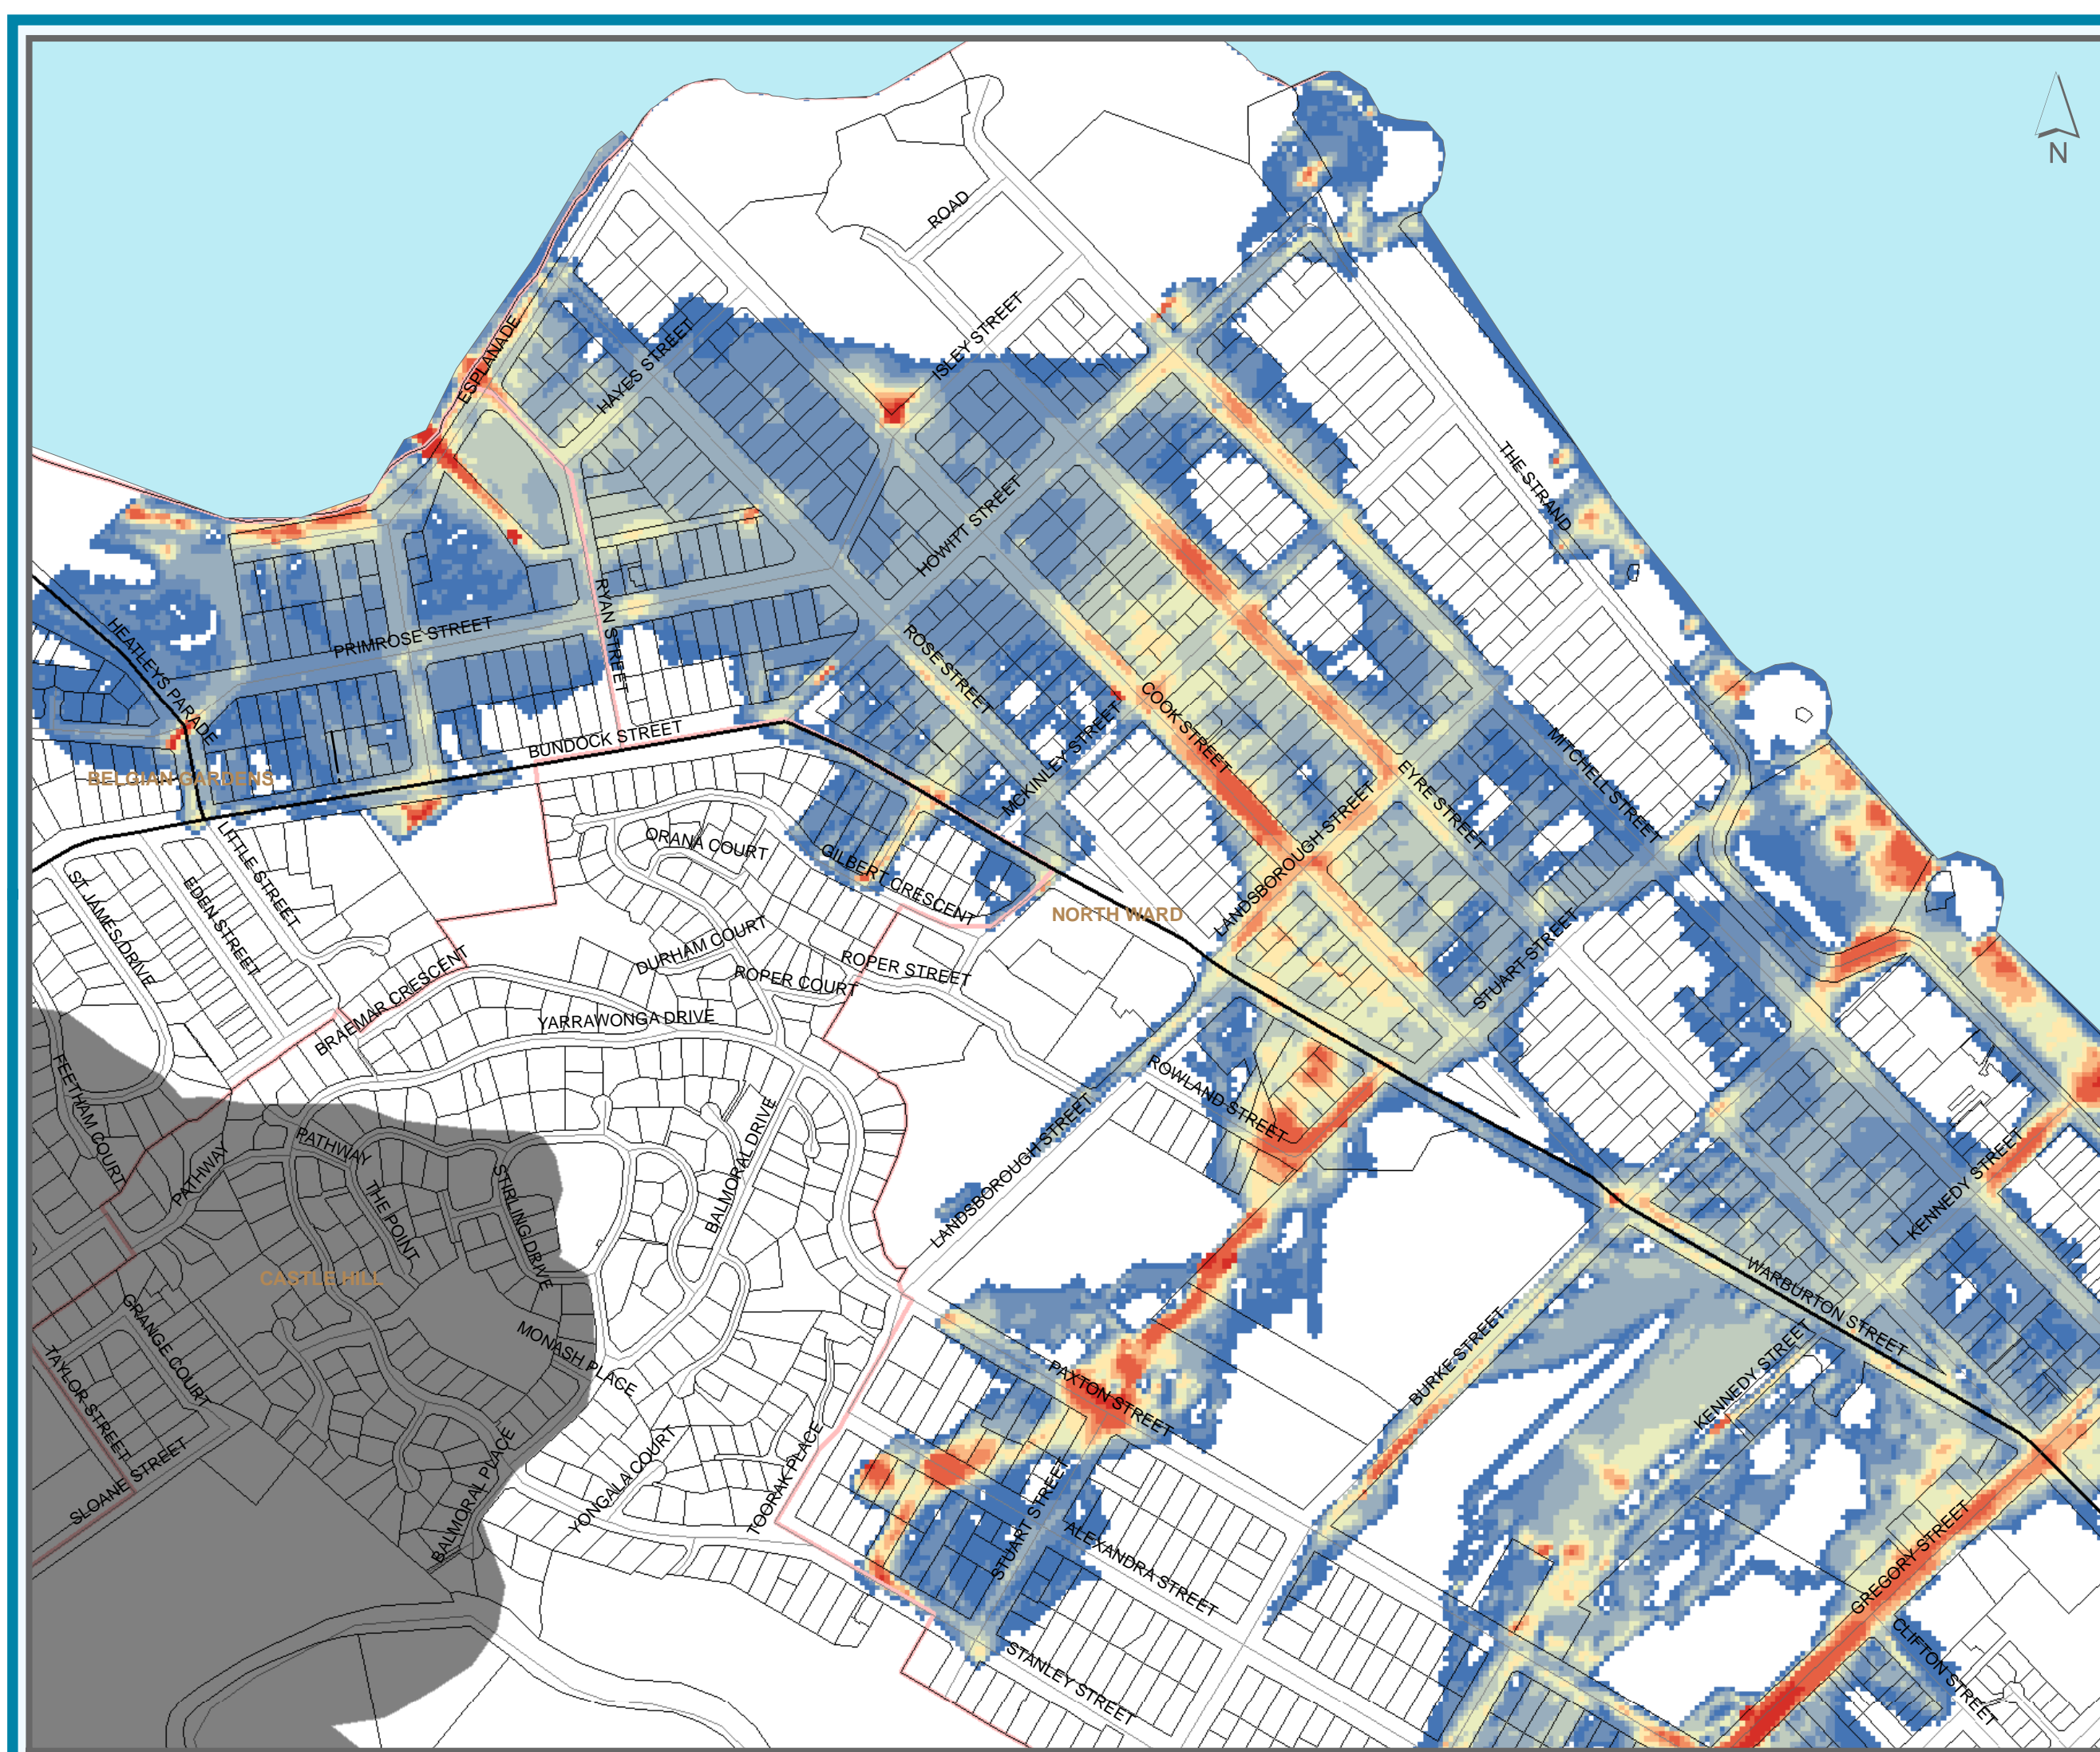 N
ROAD
ISLEY STREET
ESPLANADE
HAYES STREET
THE STRAND
HOWITT STREET
RYAN STREET
PRIMROSE STREET
HEATLEYS PARADE
ROSE STREET
COOK STREET
MCKINLEY STREET
BUNDOCK STREET
MITCHELL STREET
EYRE STREET
BELGIAN GARDENS
LITTLE STREET
ORANA COURT
GILBERT CRESCENT
LANDSBOROUGH STREET
NORTH WARD
ST JAMES DRIVE
EDEN STREET
DURHAM COURT
ROPER STREET
ROPER COURT
STUART STREET
BRAEMAR CRESCENT
YARRAWONGA DRIVE
FEETHAM COURT
PATHWAY
PATHWAY
ROWLAND STREET
LANDSBOROUGH STREET
BALMORAL DRIVE
THE POINT
STIRLING DRIVE
KENNEDY STREET
CASTLE HILL
WARBURTON STREET
GRANGE COURT
MONASH PLACE
BURKE STREET
KENNEDY STREET
PAXTON STREET
TAYLOR STREET
SLOANE STREET
BALMORAL PLACE
YONGALA COURT
TOORAK PLACE
STUART STREET
ALEXANDRA STREET
GREGORY STREET
CLIFTON STREET
STANLEY STREET